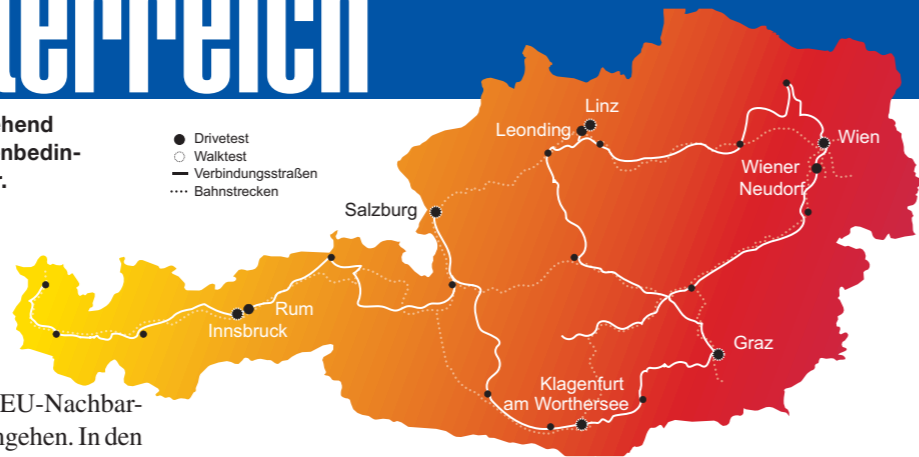 terreich
ehend
nbedin-
r.
Drivetest
Walktest
Verbindungsstraßen
Bahnstrecken
Linz
Leonding
Wien
Wiener
Neudorf
Salzburg
Rum
Innsbruck
Graz
Klagenfurt
am Worthersee
EU-Nachbar-
ngehen. In den